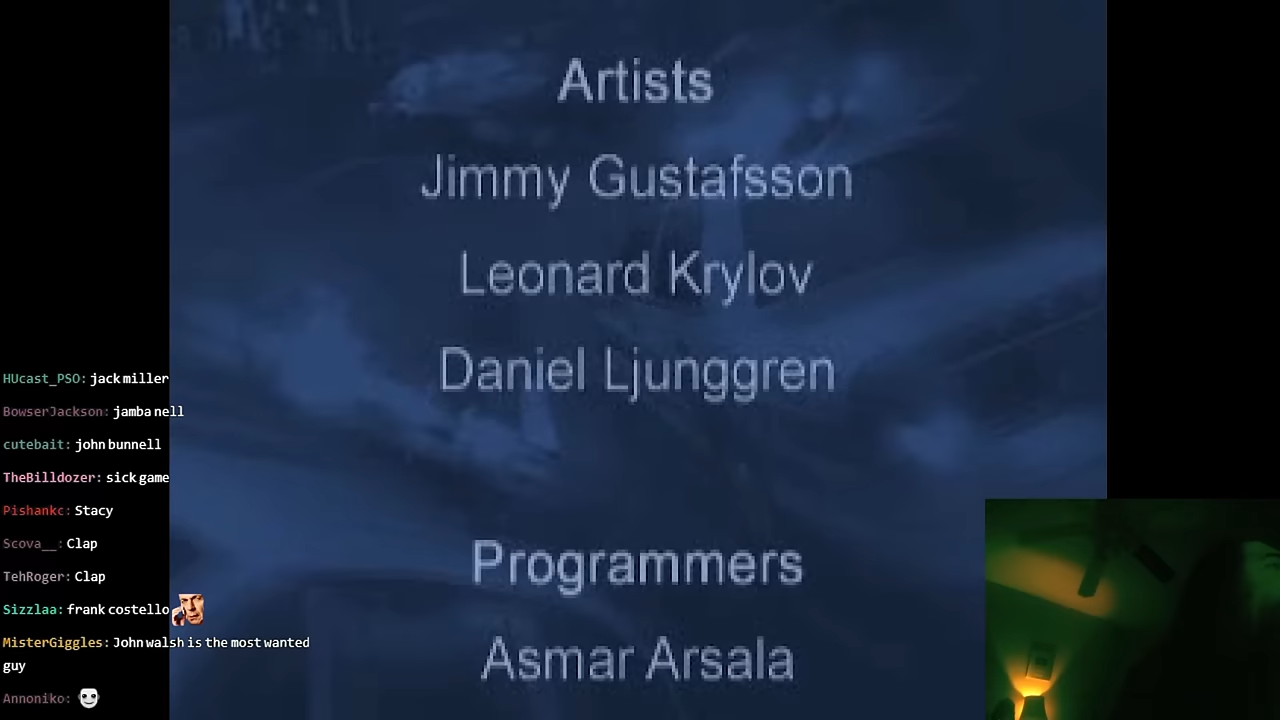 Artists
Jimmy Gustafsson
Leonard Krylov
Daniel Ljunggren
Programmers
Asmar Arsala
HUcast_PSO: jack miller
BowserJackson: jamba nell
cutebait: john bunnell
TheBilldozer: sick game
Pishankc: Stacy
Scova__: Clap
TehRoger: Clap
Sizzlaa: frank costello
MisterGiggles: John walsh is the most wanted
guy
Annoniko: